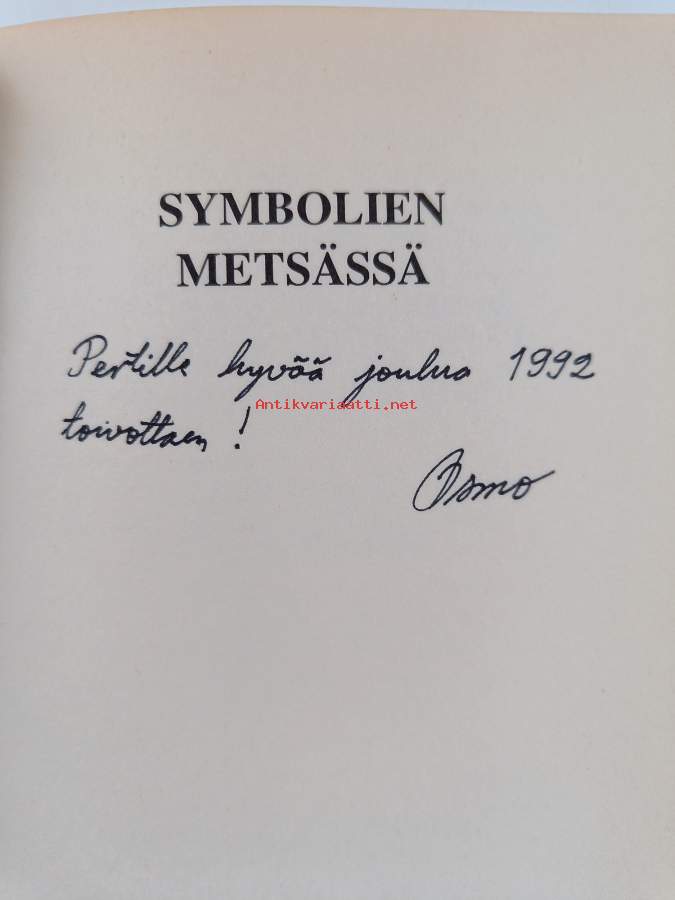 SYMBOLIEN
METSÄSSÄ
Pertille hyvää joulua 1992
Antikvariaatti.net
toivottaen !
Osmo